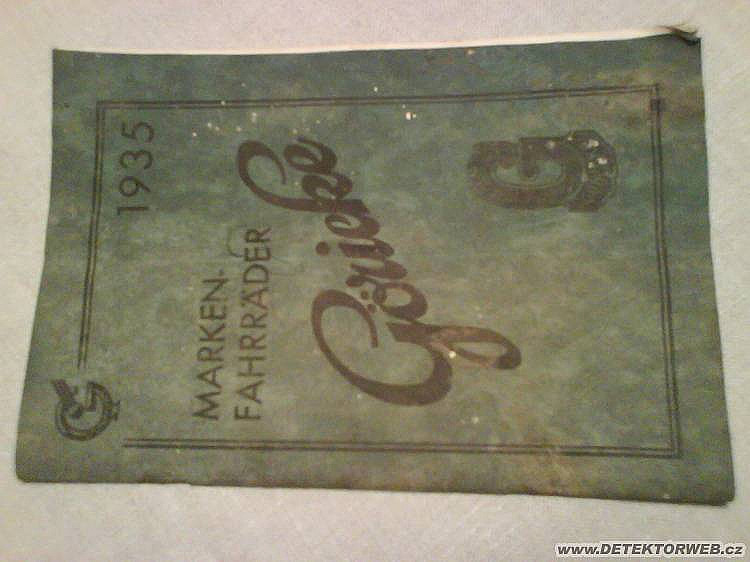 1935
MARKEN-
FAHRRÄDER
Göricke
G
www.DETEKTORWEB.cz